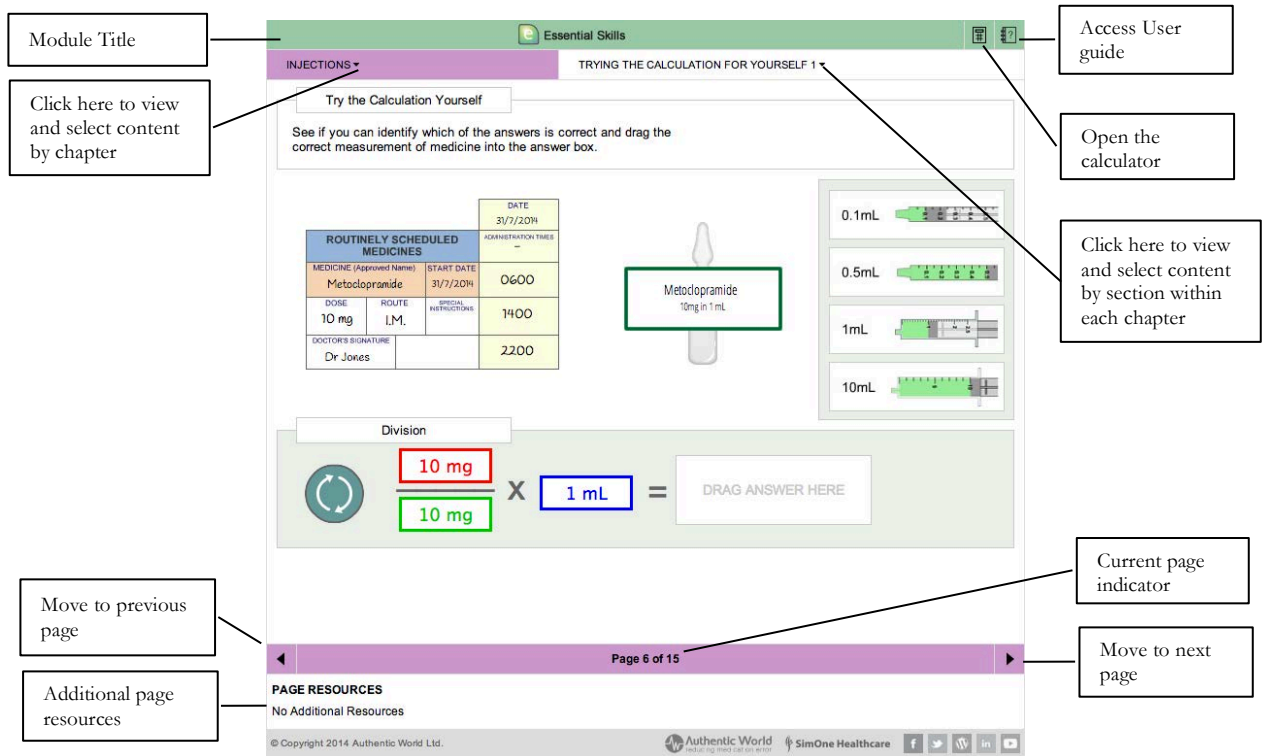 Module Title
Essential Skills
Access User
guide
INJECTIONS
TRYING THE CALCULATION FOR YOURSELF 1
Click here to view
and select content
by chapter
Try the Calculation Yourself
See if you can identify which of the answers is correct and drag the
correct measurement of medicine into the answer box.
Open the
calculator
DATE
31/7/2014
ROUTINELY SCHEDULED
MEDICINES
ADMINISTRATION TIMES
–
MEDICINE (Approved Name)
Metoclopramide
START DATE
31/7/2014
0600
DOSE
10 mg
ROUTE
I.M.
SPECIAL
INSTRUCTIONS
1400
DOCTOR'S SIGNATURE
Dr Jones
2200
Metoclopramide
10mg in 1 mL
0.1mL
0.5mL
1mL
10mL
Click here to view
and select content
by section within
each chapter
Division
10 mg
10 mg
X
1 mL
=
DRAG ANSWER HERE
Current page
indicator
Move to previous
page
Page 6 of 15
Move to next
page
Additional page
resources
PAGE RESOURCES
No Additional Resources
© Copyright 2014 Authentic World Ltd.
Authentic World
reducing medication error
SimOne Healthcare